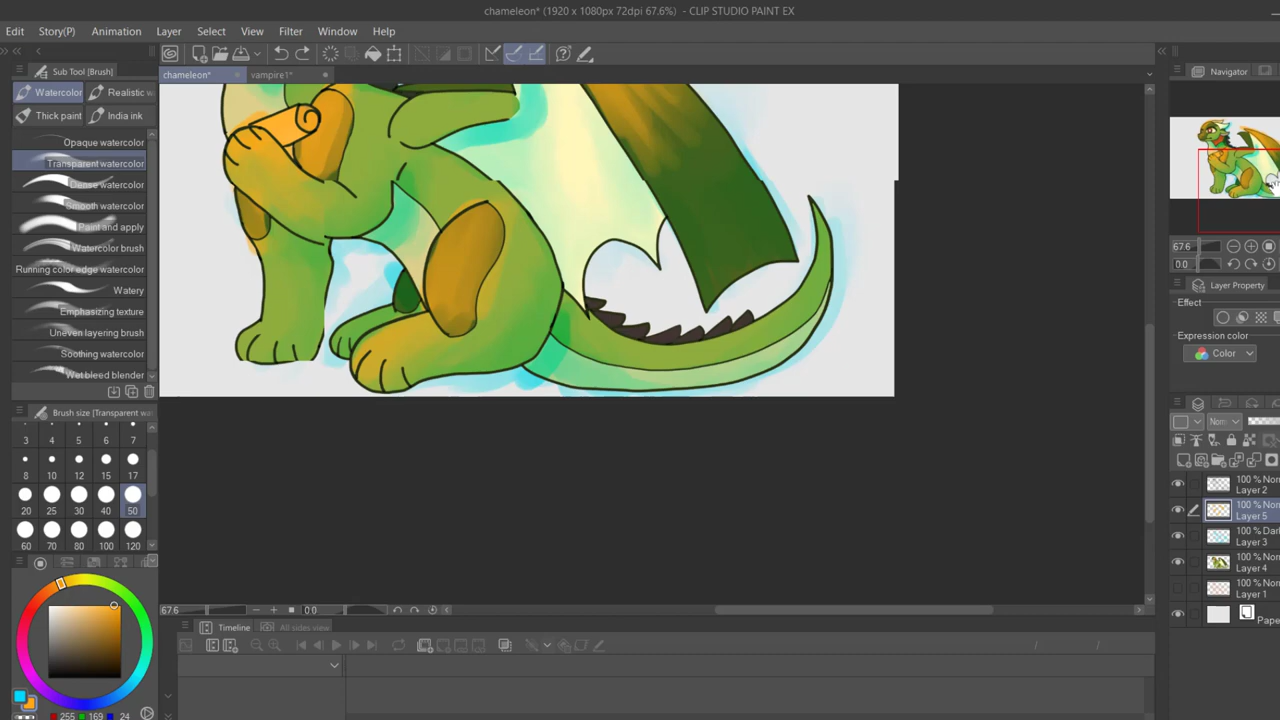 chameleon* (1920 x 1080px 72dpi 67.6%) - CLIP STUDIO PAINT EX
Edit Story(P) Animation Layer Select View Filter Window Help
Sub Tool [Brush]
chameleon* vampire1*
Navigator
Watercolor Realistic w
Thick paint India ink
Opaque watercolor
Transparent watercolor
Dense watercolor
Smooth watercolor
Paint and apply
Watercolor brush
Running color edge watercolor
Watery
Emphasizing texture
Uneven layering brush
Soothing watercolor
Wet bleed blender
Brush size [Transparent wa
3 4 5 6 7
8 10 12 15 17
20 25 30 40 50
60 70 80 100 120
255 169 24
67.6 0.0
Timeline All sides view
67.6
0.0
Layer Property
Effect
Expression color
Color
Norn
100 % Nor
Layer 2
100 % Nor
Layer 5
100 % Dar
Layer 3
100 % Nor
Layer 4
100 % Nor
Layer 1
Pape